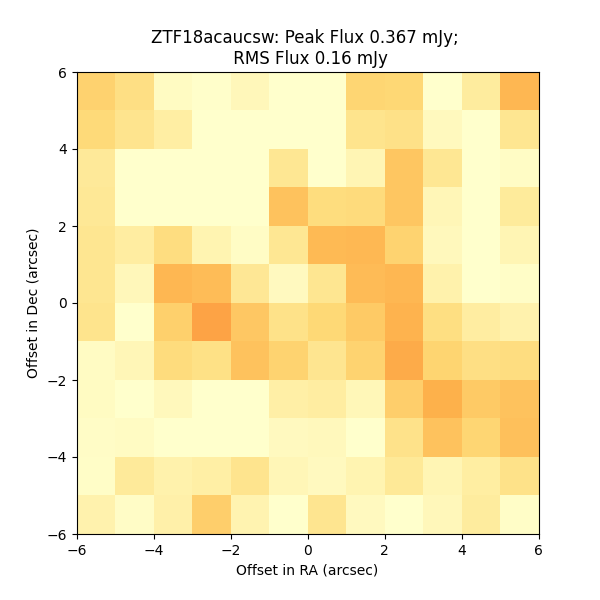 ZTF18acaucsw: Peak Flux 0.367 mJy;
RMS Flux 0.16 mJy
6
4
2
0
−2
−4
−6
Offset in Dec (arcsec)
−6 −4 −2 0 2 4 6
Offset in RA (arcsec)